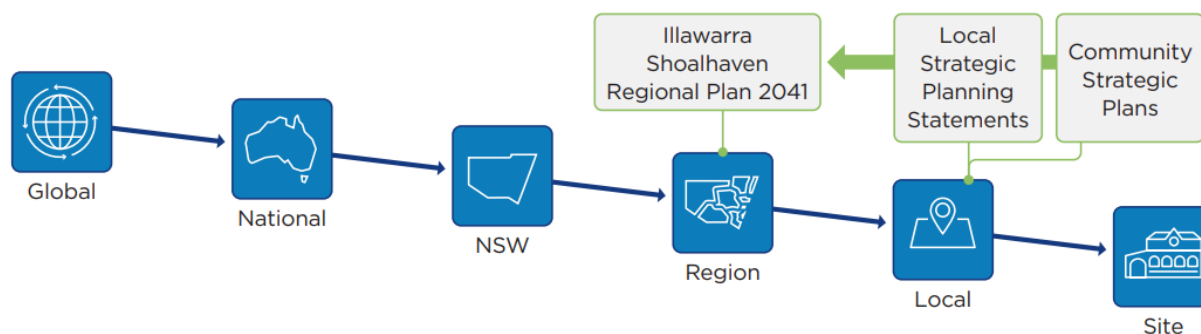 Illawarra
Shoalhaven
Regional Plan 2041
Local
Strategic
Planning
Statements
Community
Strategic
Plans
Global
National
NSW
Region
Local
Site